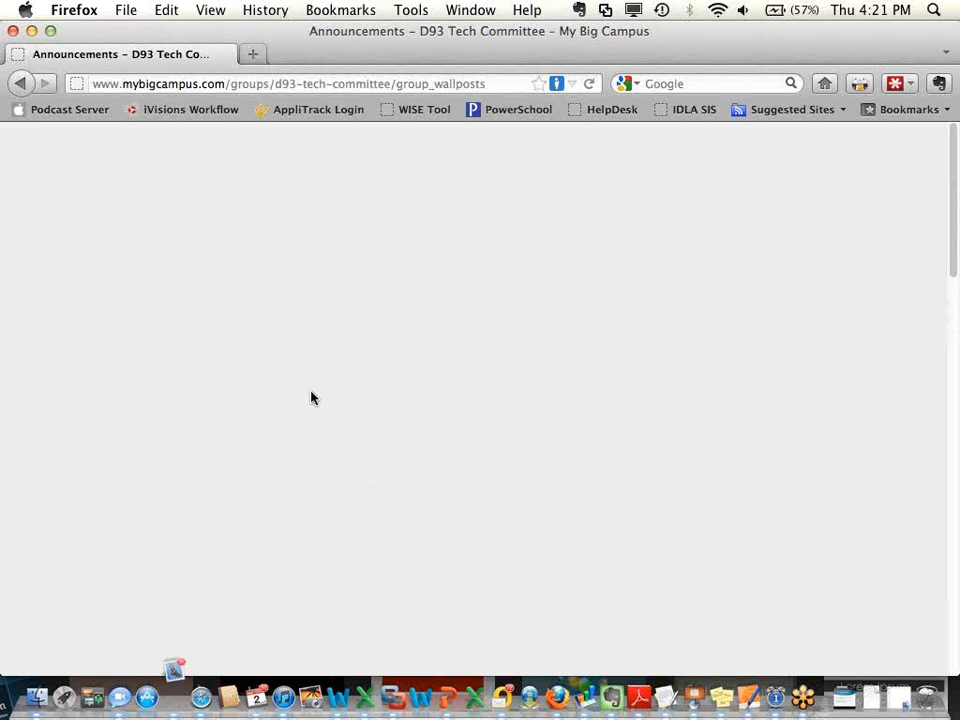 Firefox File Edit View History Bookmarks Tools Window Help (57%) Thu 4:21 PM
Announcements – D93 Tech Committee – My Big Campus
Announcements – D93 Tech Co...
www.mybigcampus.com/groups/d93-tech-committee/group_wallposts Google
Podcast Server iVisions Workflow AppliTrack Login WISE Tool PowerSchool HelpDesk IDLA SIS Suggested Sites Bookmarks
2